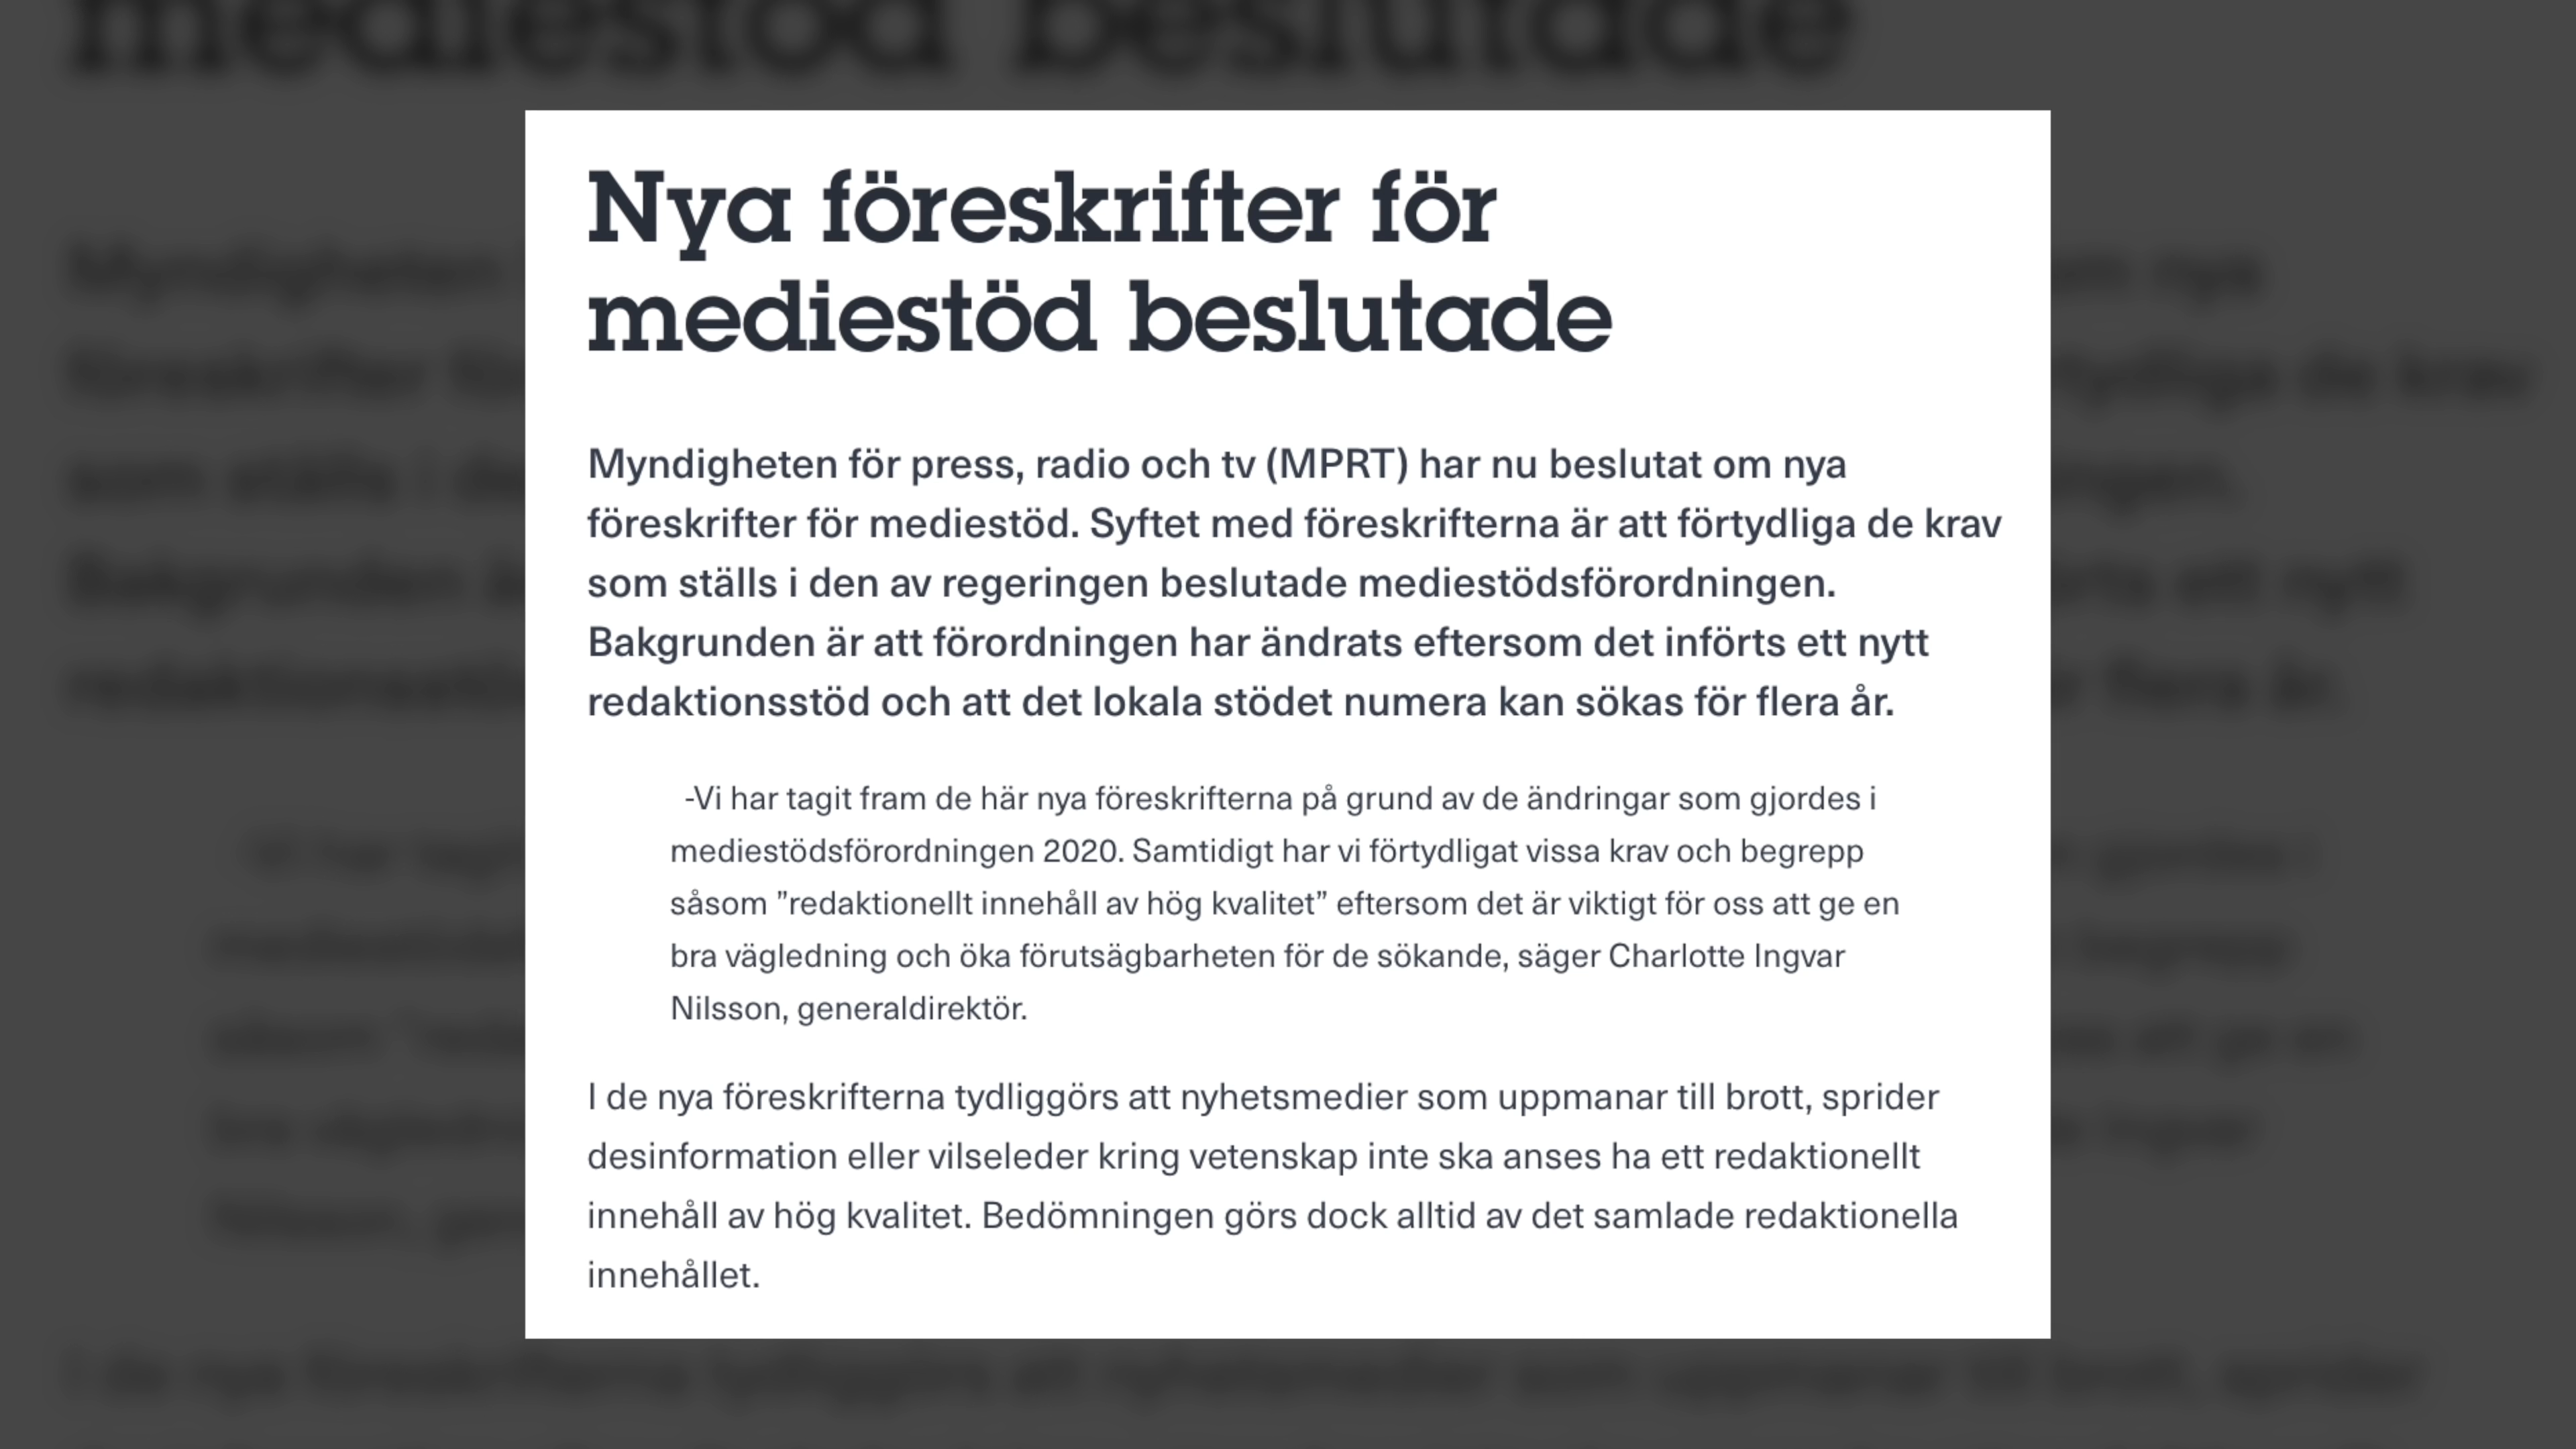 mediestöd beslutade
Nya föreskrifter för
mediestöd beslutade
Myndigheten för press, radio och tv (MPRT) har nu beslutat om nya
föreskrifter för mediestöd. Syftet med föreskrifterna är att förtydliga de krav
som ställs i den av regeringen beslutade mediestödsförordningen.
Bakgrunden är att förordningen har ändrats eftersom det införts ett nytt
redaktionsstöd och att det lokala stödet numera kan sökas för flera år.
-Vi har tagit fram de här nya föreskrifterna på grund av de ändringar som gjordes i
mediestödsförordningen 2020. Samtidigt har vi förtydligat vissa krav och begrepp
såsom ”redaktionellt innehåll av hög kvalitet” eftersom det är viktigt för oss att ge en
bra vägledning och öka förutsägbarheten för de sökande, säger Charlotte Ingvar
Nilsson, generaldirektör.
I de nya föreskrifterna tydliggörs att nyhetsmedier som uppmanar till brott, sprider
desinformation eller vilseleder kring vetenskap inte ska anses ha ett redaktionellt
innehåll av hög kvalitet. Bedömningen görs dock alltid av det samlade redaktionella
innehållet.